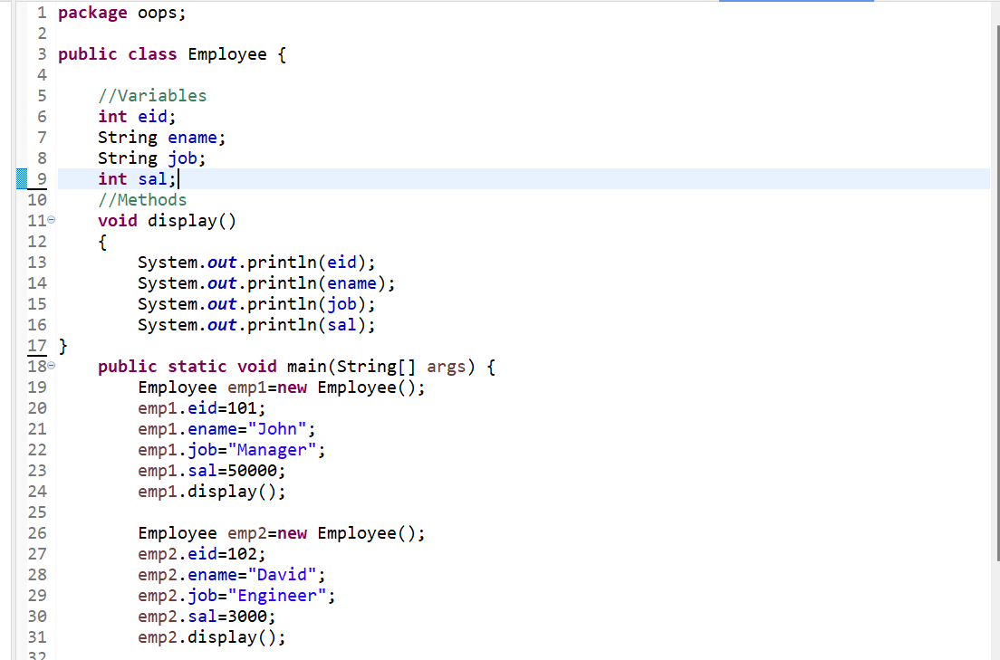 1 package oops;
2
3 public class Employee {
4
5 //Variables
6 int eid;
7 String ename;
8 String job;
9 int sal;
10 //Methods
11 void display()
12 {
13 System.out.println(eid);
14 System.out.println(ename);
15 System.out.println(job);
16 System.out.println(sal);
17 }
18 public static void main(String[] args) {
19 Employee emp1=new Employee();
20 emp1.eid=101;
21 emp1.ename="John";
22 emp1.job="Manager";
23 emp1.sal=50000;
24 emp1.display();
25
26 Employee emp2=new Employee();
27 emp2.eid=102;
28 emp2.ename="David";
29 emp2.job="Engineer";
30 emp2.sal=3000;
31 emp2.display();
32